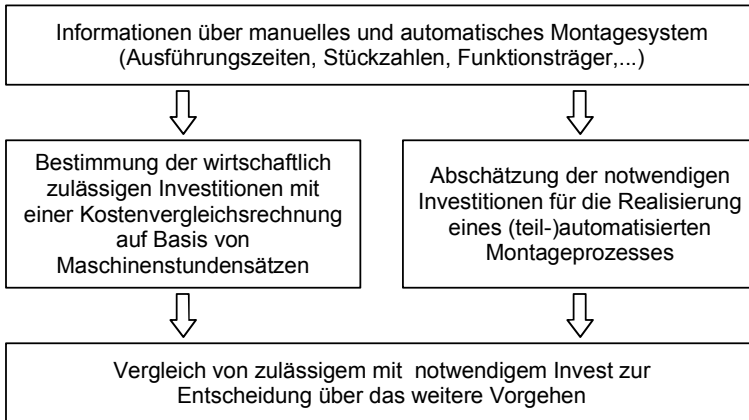 Informationen über manuelles und automatisches Montagesystem
(Ausführungszeiten, Stückzahlen, Funktionsträger,...)
Bestimmung der wirtschaftlich
zulässigen Investitionen mit
einer Kostenvergleichsrechnung
auf Basis von
Maschinenstundensätzen
Abschätzung der notwendigen
Investitionen für die Realisierung
eines (teil-)automatisierten
Montageprozesses
Vergleich von zulässigem mit notwendigem Invest zur
Entscheidung über das weitere Vorgehen